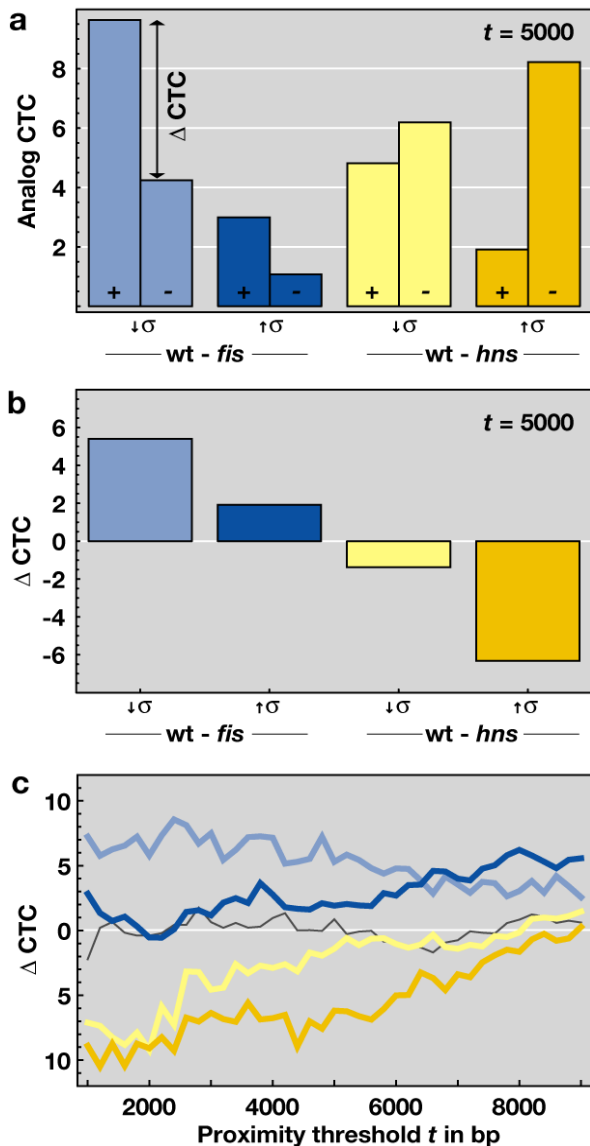 a
t = 5000
Analog CTC
8
6
4
2
Δ CTC
+ - + - + - + -
↓σ ↑σ ↓σ ↑σ
wt - fis wt - hns
b
t = 5000
Δ CTC
6
4
2
0
-2
-4
-6
↓σ ↑σ ↓σ ↑σ
wt - fis wt - hns
c
Δ CTC
10
5
0
5
10
2000 4000 6000 8000
Proximity threshold t in bp